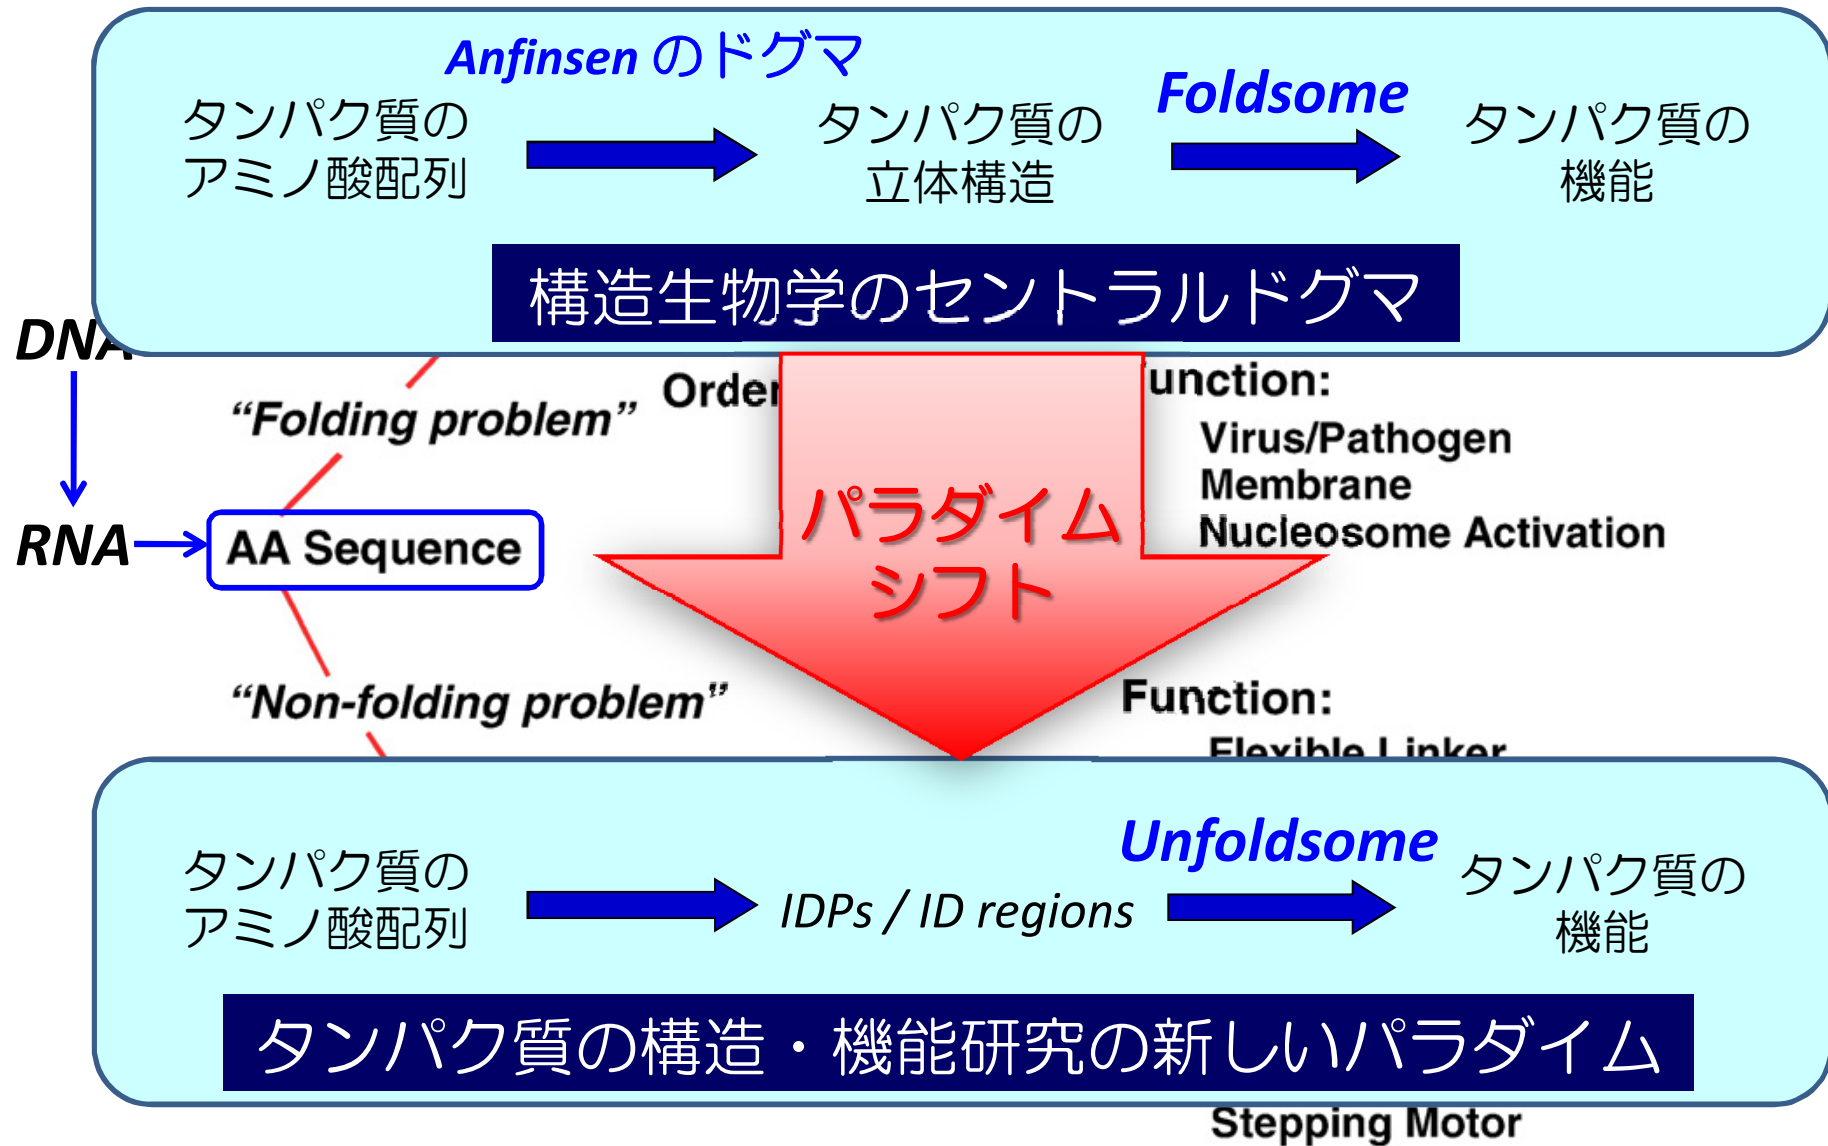 Anfinsen のドグマ
Foldsome
タンパク質の
アミノ酸配列
タンパク質の
立体構造
タンパク質の
機能
構造生物学のセントラルドグマ
DNA
"Folding problem"
Order
unction:
Virus/Pathogen
Membrane
Nucleosome Activation
RNA
AA Sequence
パラダイム
シフト
"Non-folding problem"
Function:
Flexible Linker
Unfoldsome
タンパク質の
アミノ酸配列
IDPs / ID regions
タンパク質の
機能
タンパク質の構造・機能研究の新しいパラダイム
Stepping Motor